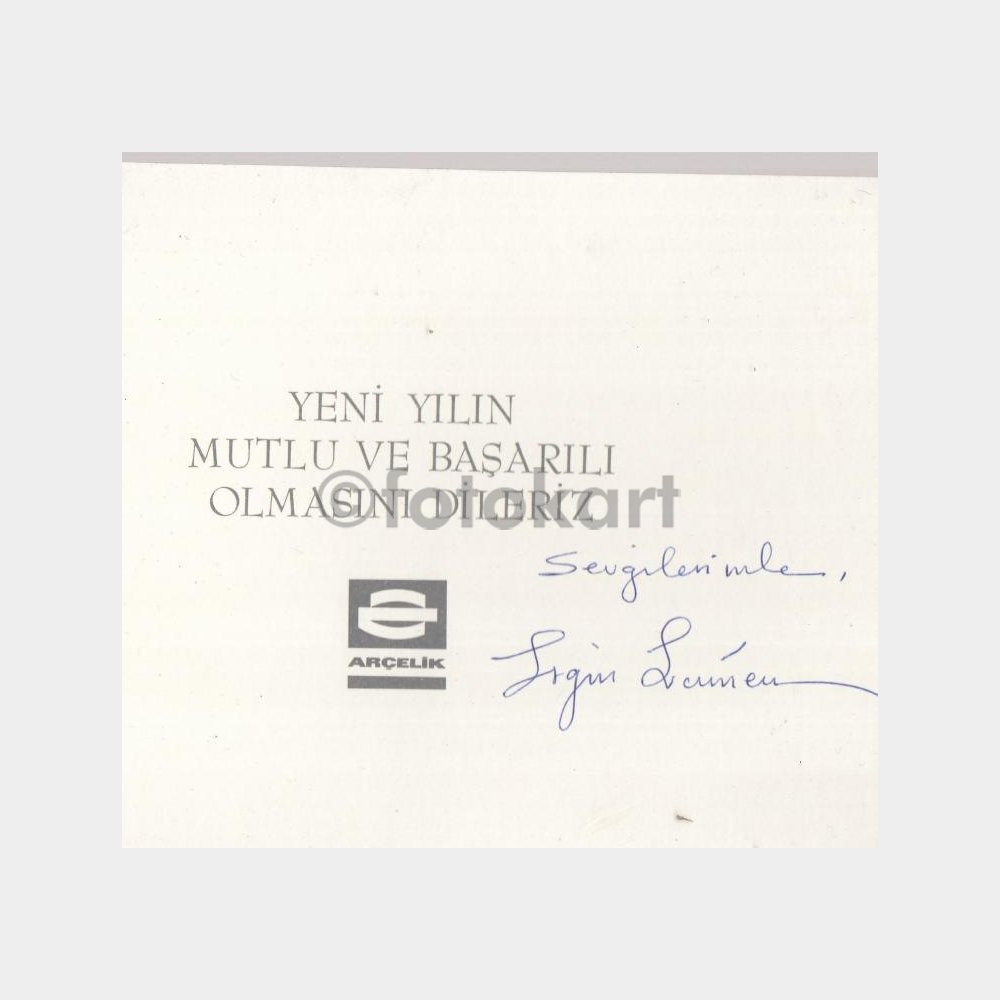 YENİ YILIN
MUTLU VE BAŞARILI
OLMASINI DİLERİZ
©fotokart
Sevgilerimle,
ARÇELİK